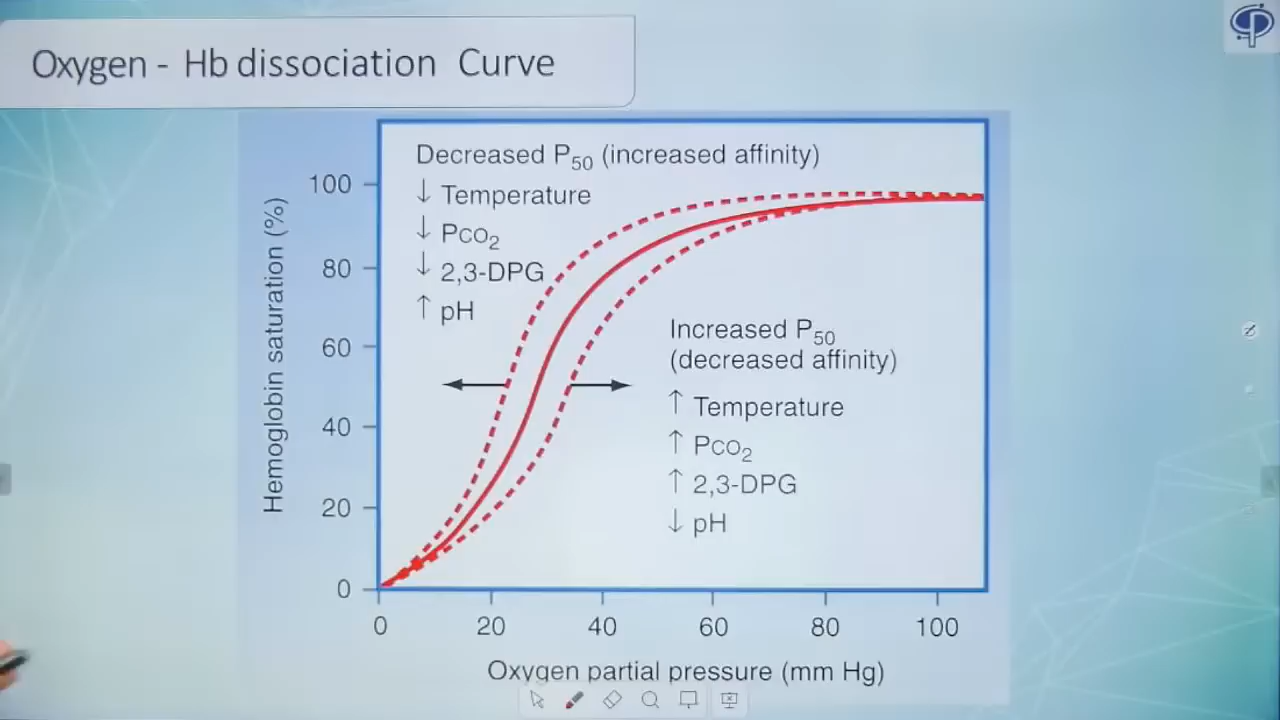 Oxygen - Hb dissociation Curve
Decreased P50 (increased affinity)
↓ Temperature
↓ PCO2
↓ 2,3-DPG
↑ pH
Increased P50
(decreased affinity)
↑ Temperature
↑ PCO2
↑ 2,3-DPG
↓ pH
Hemoglobin saturation (%)
100
80
60
40
20
0
0 20 40 60 80 100
Oxygen partial pressure (mm Hg)